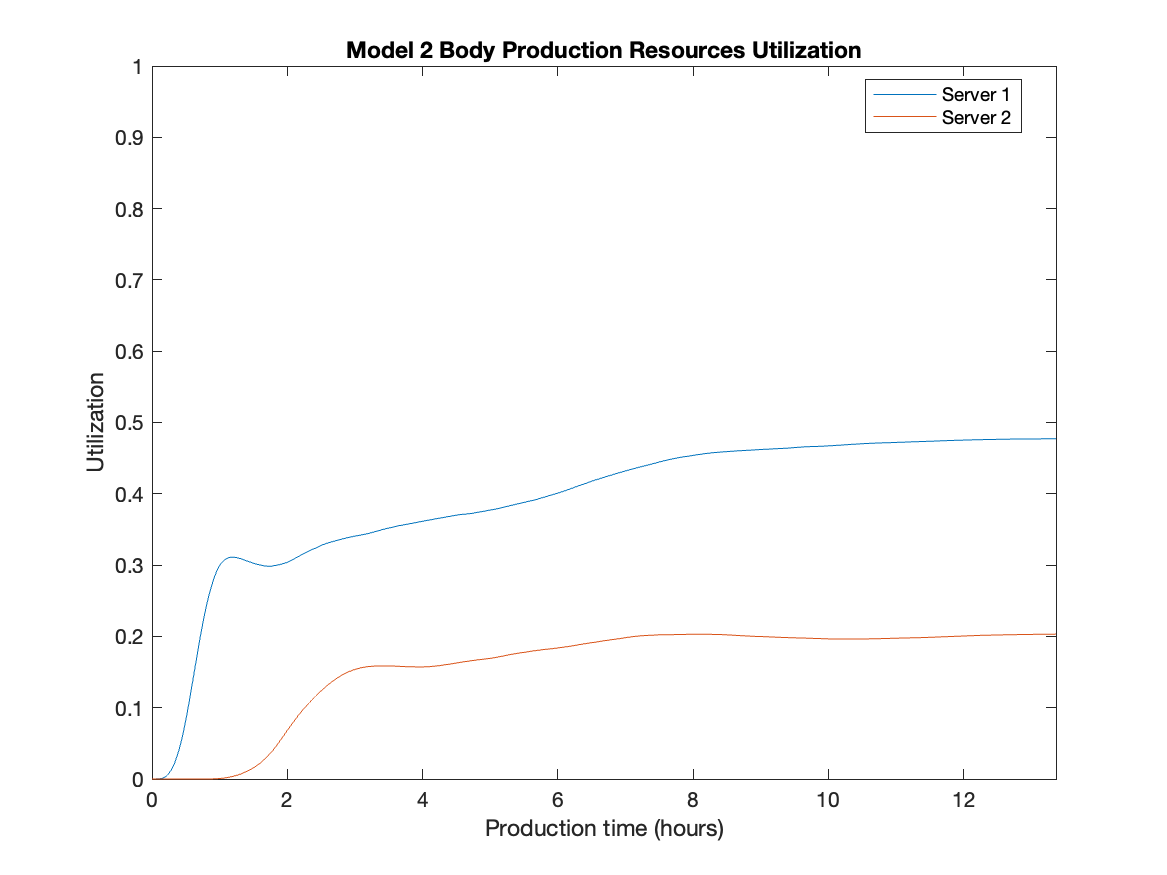 Model 2 Body Production Resources Utilization
1
Server 1
Server 2
0.9
0.8
0.7
0.6
0.5
0.4
0.3
0.2
0.1
0
Utilization
0 2 4 6 8 10 12
Production time (hours)